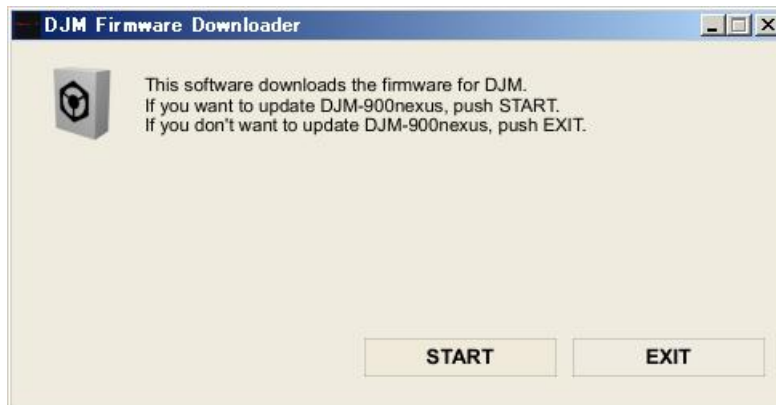 DJM Firmware Downloader
This software downloads the firmware for DJM.
If you want to update DJM-900nexus, push START.
If you don't want to update DJM-900nexus, push EXIT.
START
EXIT